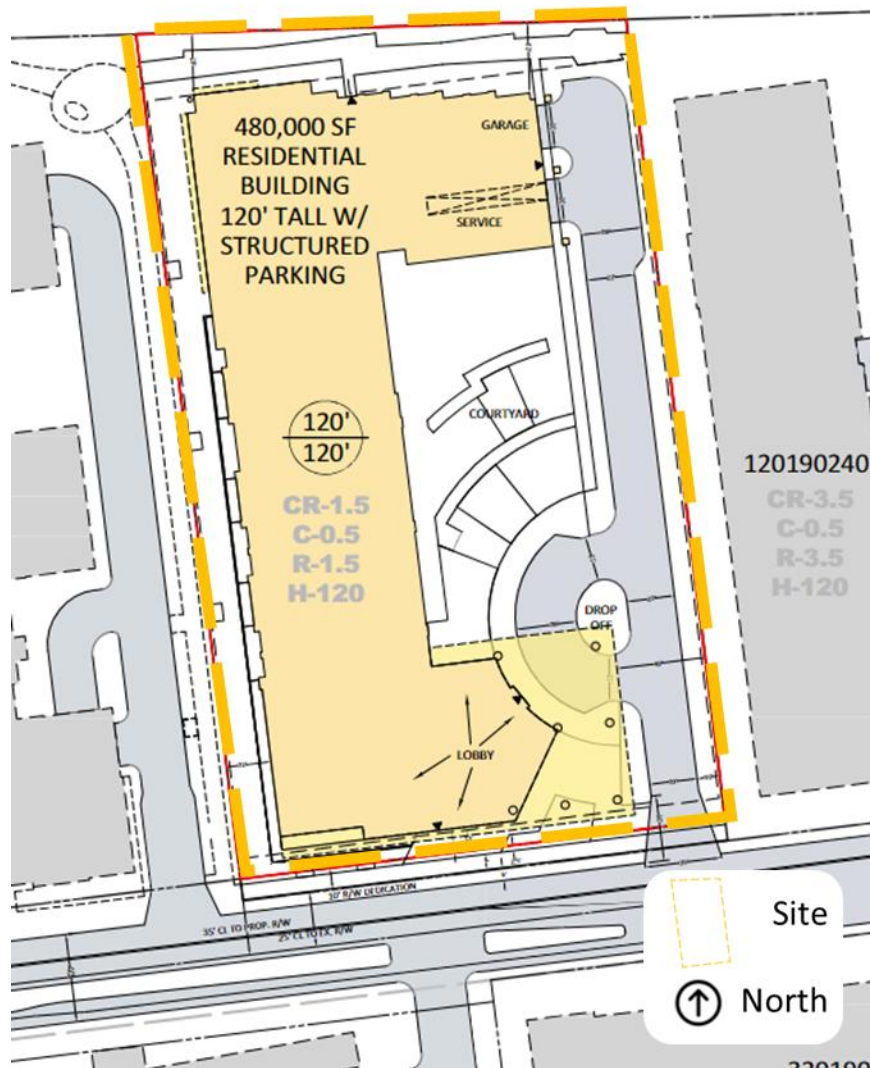 480,000 SF
RESIDENTIAL
BUILDING
120' TALL W/
STRUCTURED
PARKING
GARAGE
SERVICE
COURTYARD
120'
120'
CR-1.5
C-0.5
R-1.5
H-120
120190240
CR-3.5
C-0.5
R-3.5
H-120
DROP
OFF
LOBBY
10' R/W DEDICATION
35' CL TO PROP. R/W
25' CL TO EX. R/W
Site
North
320190